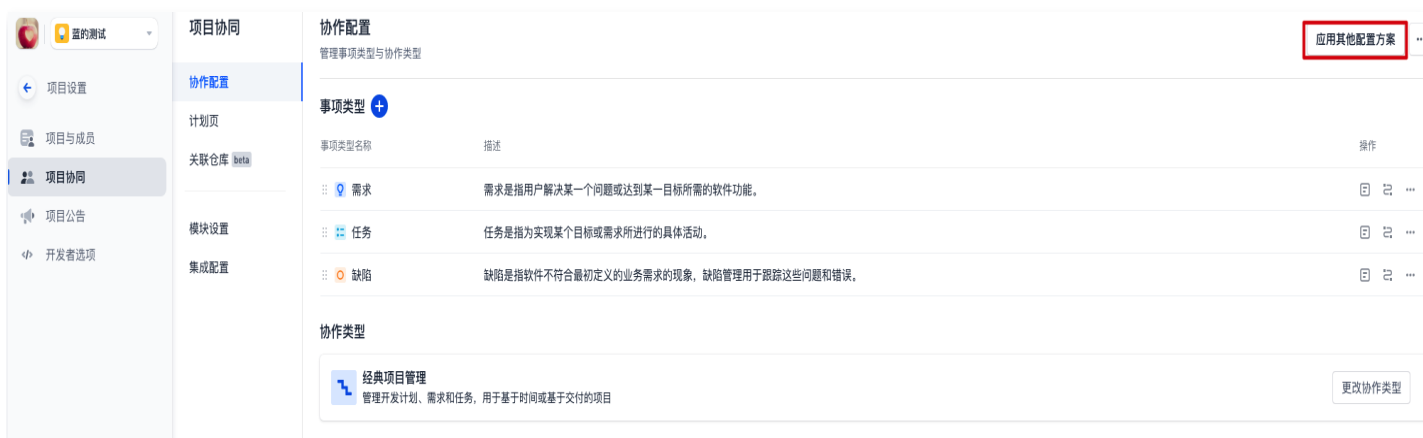 蓝的测试
项目设置
项目与成员
项目协同
项目公告
开发者选项
项目协同
协作配置
计划页
关联仓库 beta
模块设置
集成配置
协作配置
管理事项类型与协作类型
应用其他配置方案
事项类型
事项类型名称 描述 操作
需求 需求是指用户解决某一个问题或达到某一目标所需的软件功能。
任务 任务是指为实现某个目标或需求所进行的具体活动。
缺陷 缺陷是指软件不符合最初定义的业务需求的现象，缺陷管理用于跟踪这些问题和错误。
协作类型
经典项目管理
管理开发计划、需求和任务，用于基于时间或基于交付的项目
更改协作类型